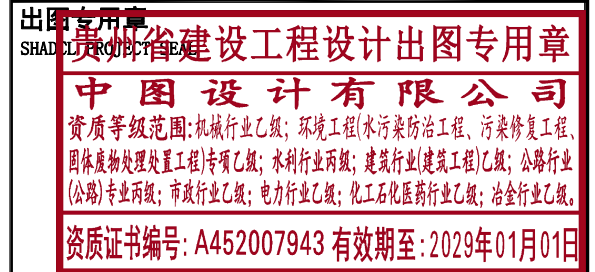 出图专用章
贵州省建设工程设计出图专用章
SHADCLI PROJECT SEAL
中图设计有限公司
资质等级范围:机械行业乙级; 环境工程(水污染防治工程、污染修复工程、
固体废物处理处置工程)专项乙级; 水利行业丙级; 建筑行业(建筑工程)乙级; 公路行业
(公路)专业丙级; 市政行业乙级; 电力行业乙级; 化工石化医药行业乙级; 冶金行业乙级。
资质证书编号: A452007943 有效期至: 2029年01月01日